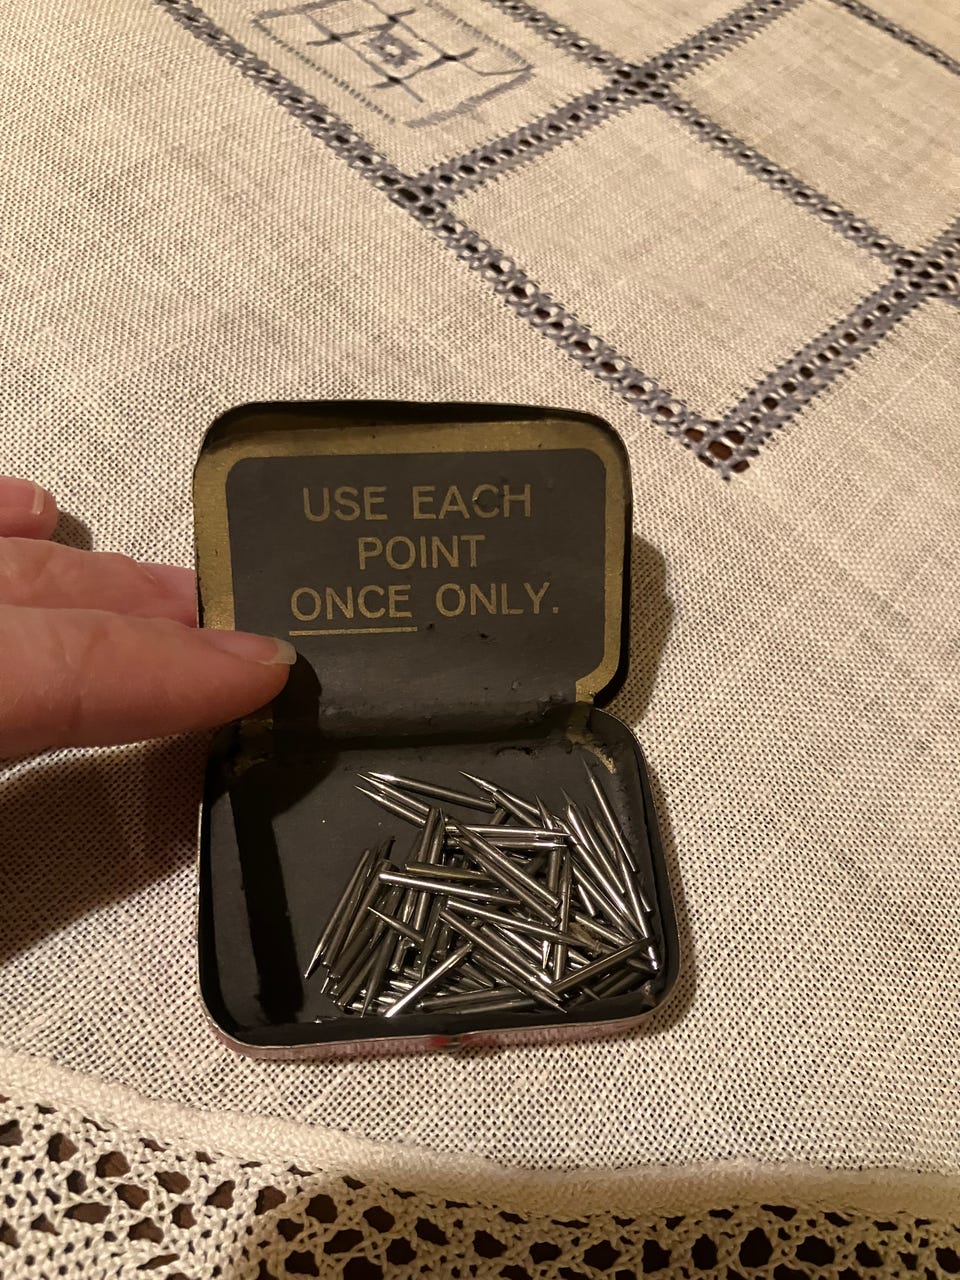 USE EACH
POINT
ONCE ONLY.